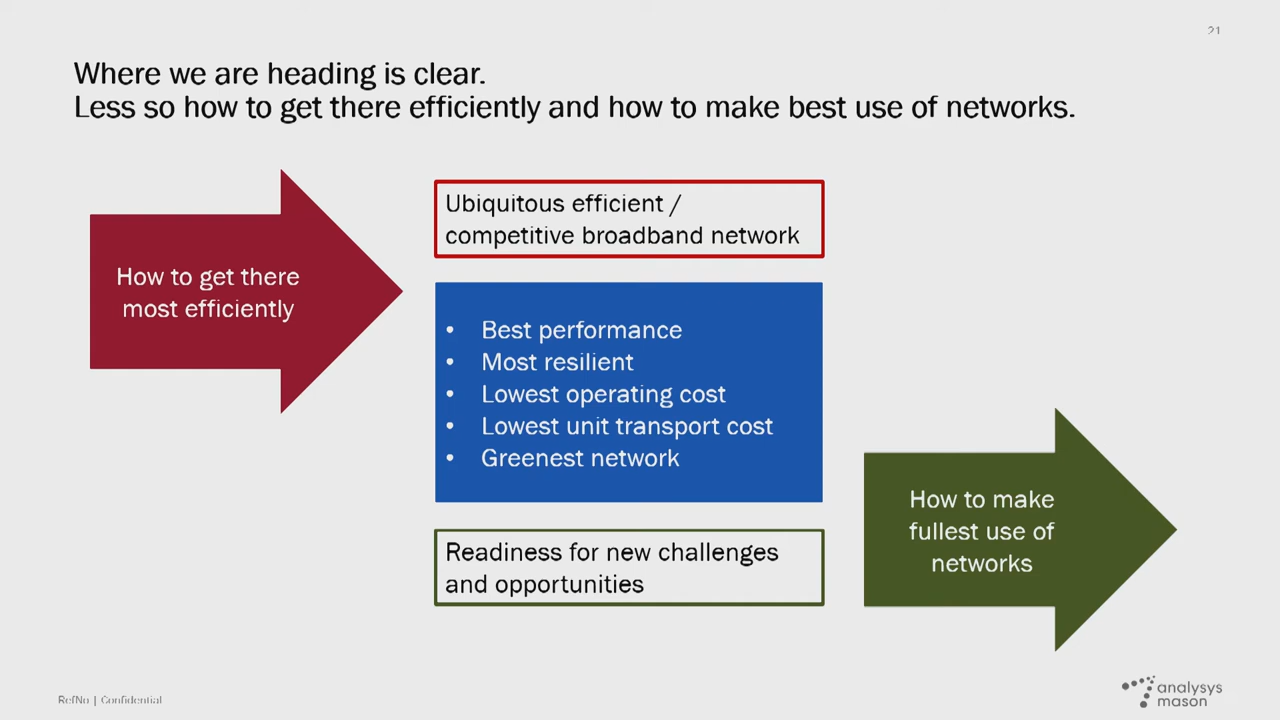 21
Where we are heading is clear.
Less so how to get there efficiently and how to make best use of networks.
How to get there
most efficiently
Ubiquitous efficient /
competitive broadband network
• Best performance
• Most resilient
• Lowest operating cost
• Lowest unit transport cost
• Greenest network
Readiness for new challenges
and opportunities
How to make
fullest use of
networks
RefNo | Confidential
analysys
mason